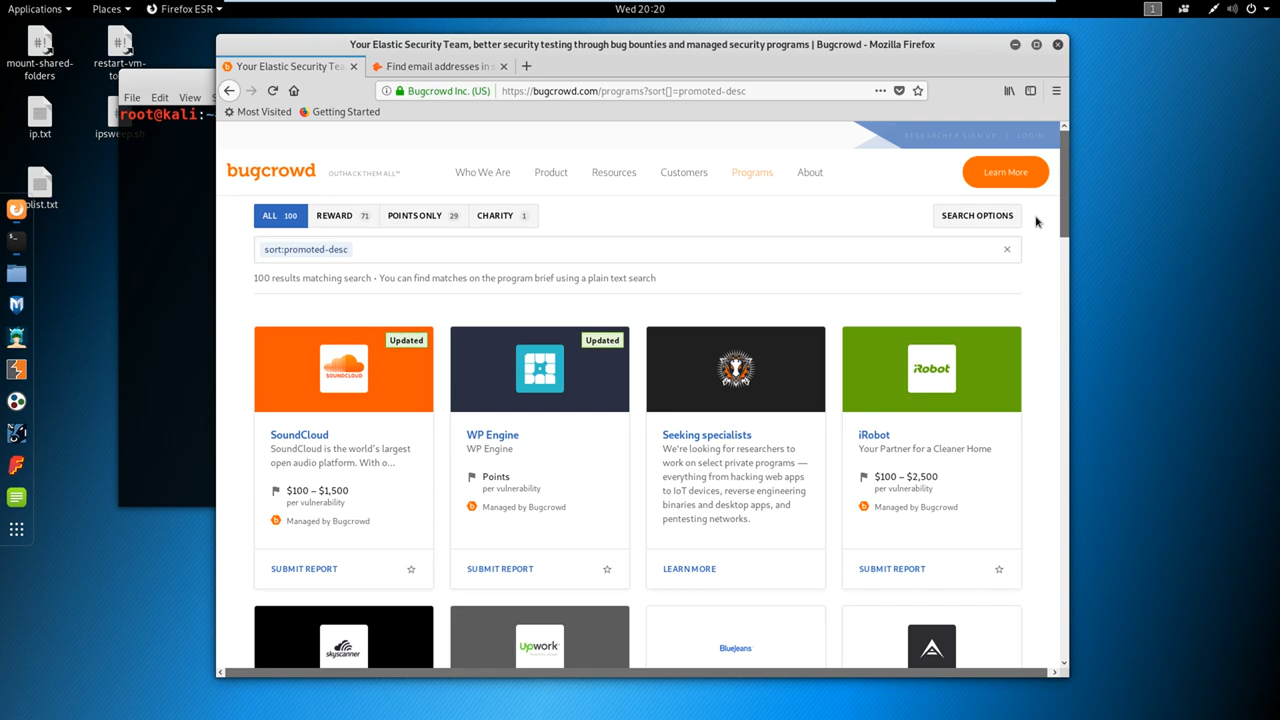 Applications
Places
Firefox ESR
Wed 20:20
1
mount-shared-folders
restart-vm-
ip.txt
ipsweep.sh
plist.txt
File Edit View
root@kali:~
Your Elastic Security Team, better security testing through bug bounties and managed security programs | Bugcrowd - Mozilla Firefox
Your Elastic Security Tea
Find email addresses in s
Bugcrowd Inc. (US)
https://bugcrowd.com/programs?sort[]=promoted-desc
Most Visited
Getting Started
RESEARCHER SIGN UP | LOGIN
bugcrowd
OUTHACK THEM ALL™
Who We Are
Product
Resources
Customers
Programs
About
Learn More
ALL 100
REWARD 71
POINTS ONLY 29
CHARITY 1
SEARCH OPTIONS
sort:promoted-desc
100 results matching search • You can find matches on the program brief using a plain text search
Updated
SOUNDCLOUD
SoundCloud
SoundCloud is the world's largest
open audio platform. With o...
$100 – $1,500
per vulnerability
Managed by Bugcrowd
SUBMIT REPORT
Updated
WP Engine
WP Engine
Points
per vulnerability
Managed by Bugcrowd
SUBMIT REPORT
Seeking specialists
We're looking for researchers to
work on select private programs —
everything from hacking web apps
to IoT devices, reverse engineering
binaries and desktop apps, and
pentesting networks.
LEARN MORE
iRobot
iRobot
Your Partner for a Cleaner Home
$100 – $2,500
per vulnerability
Managed by Bugcrowd
SUBMIT REPORT
skyscanner
Upwork
Bluejeans